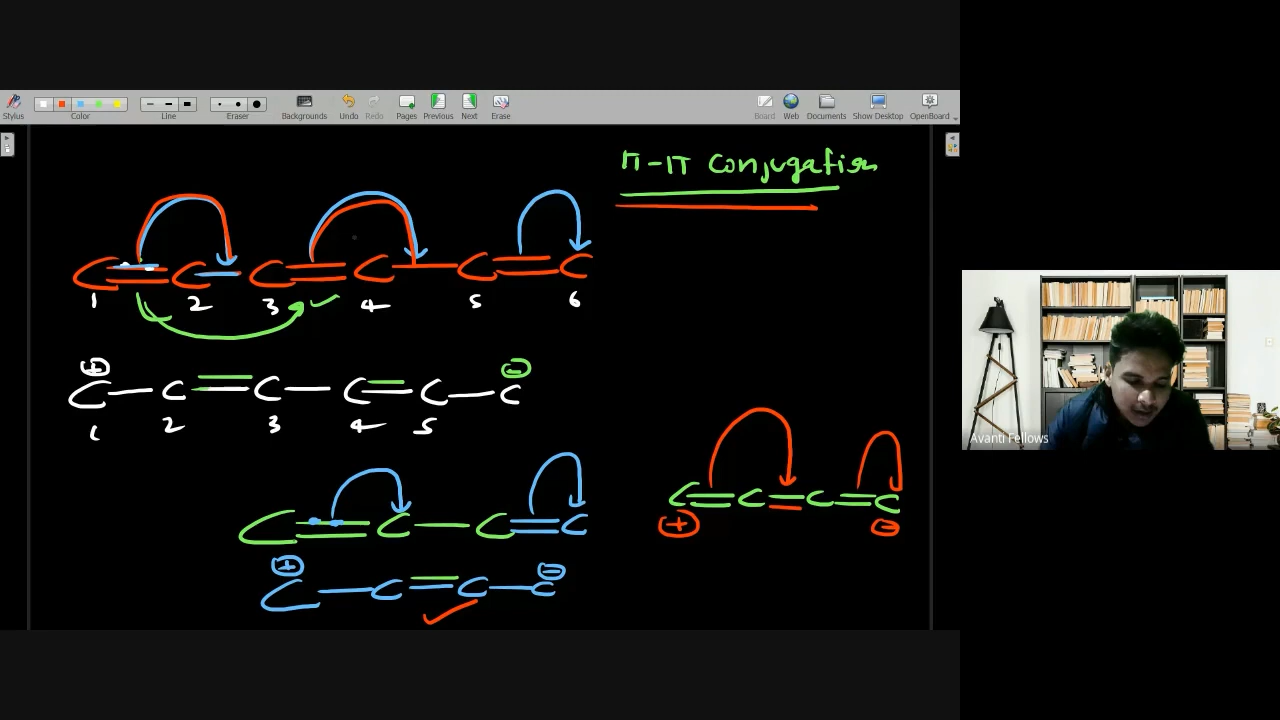 Stylus Color Line Eraser Backgrounds Undo Redo Pages Previous Next Erase Board Web Documents Show Desktop OpenBoard
π-π Conjugation
C=C-C=C-C=C
1 2 3 4 5 6
⊕ ⊖
C-C=C-C=C-C
1 2 3 4 5
Avanti Fellows
C=C=C=C
⊕ ⊖
C=C-C=C
⊕ ⊖
C-C=C-C